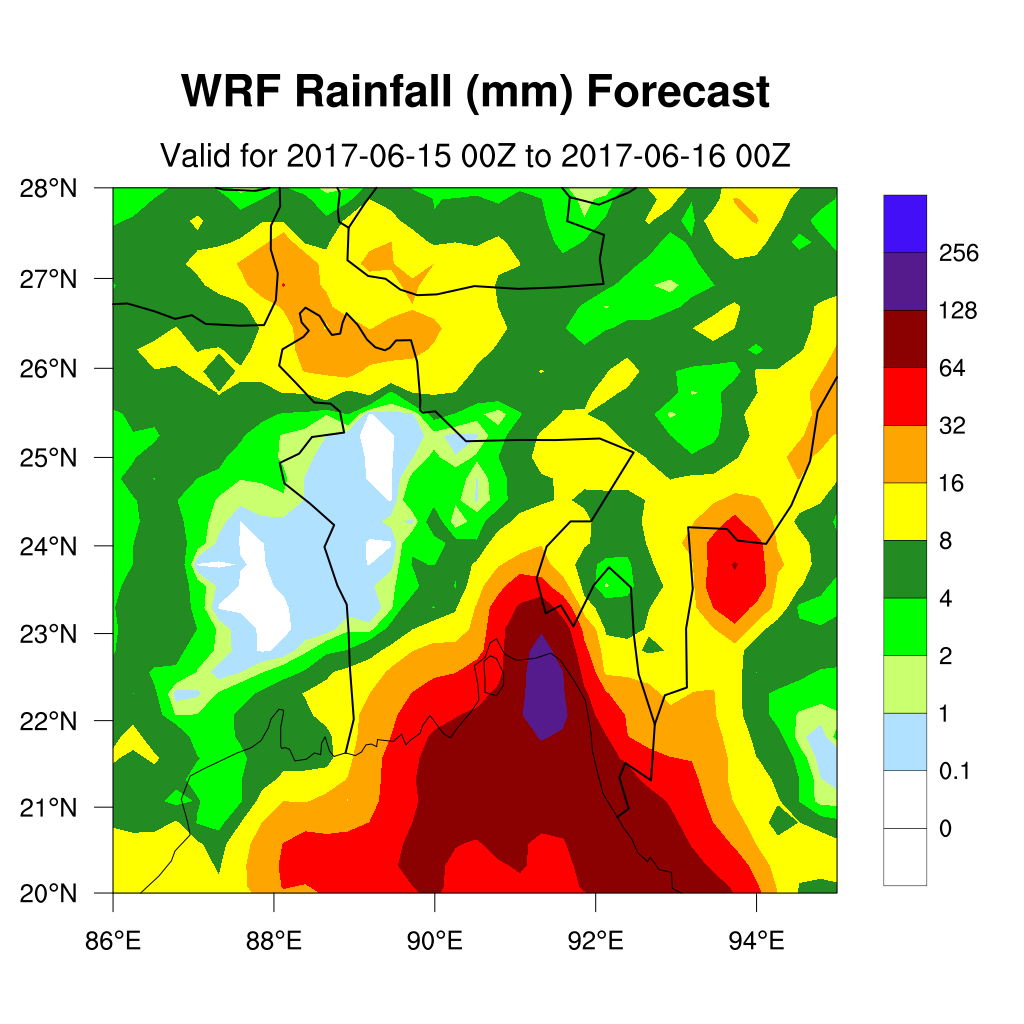 WRF Rainfall (mm) Forecast
Valid for 2017-06-15 00Z to 2017-06-16 00Z
28°N
27°N
26°N
25°N
24°N
23°N
22°N
21°N
20°N
86°E 88°E 90°E 92°E 94°E
256
128
64
32
16
8
4
2
1
0.1
0